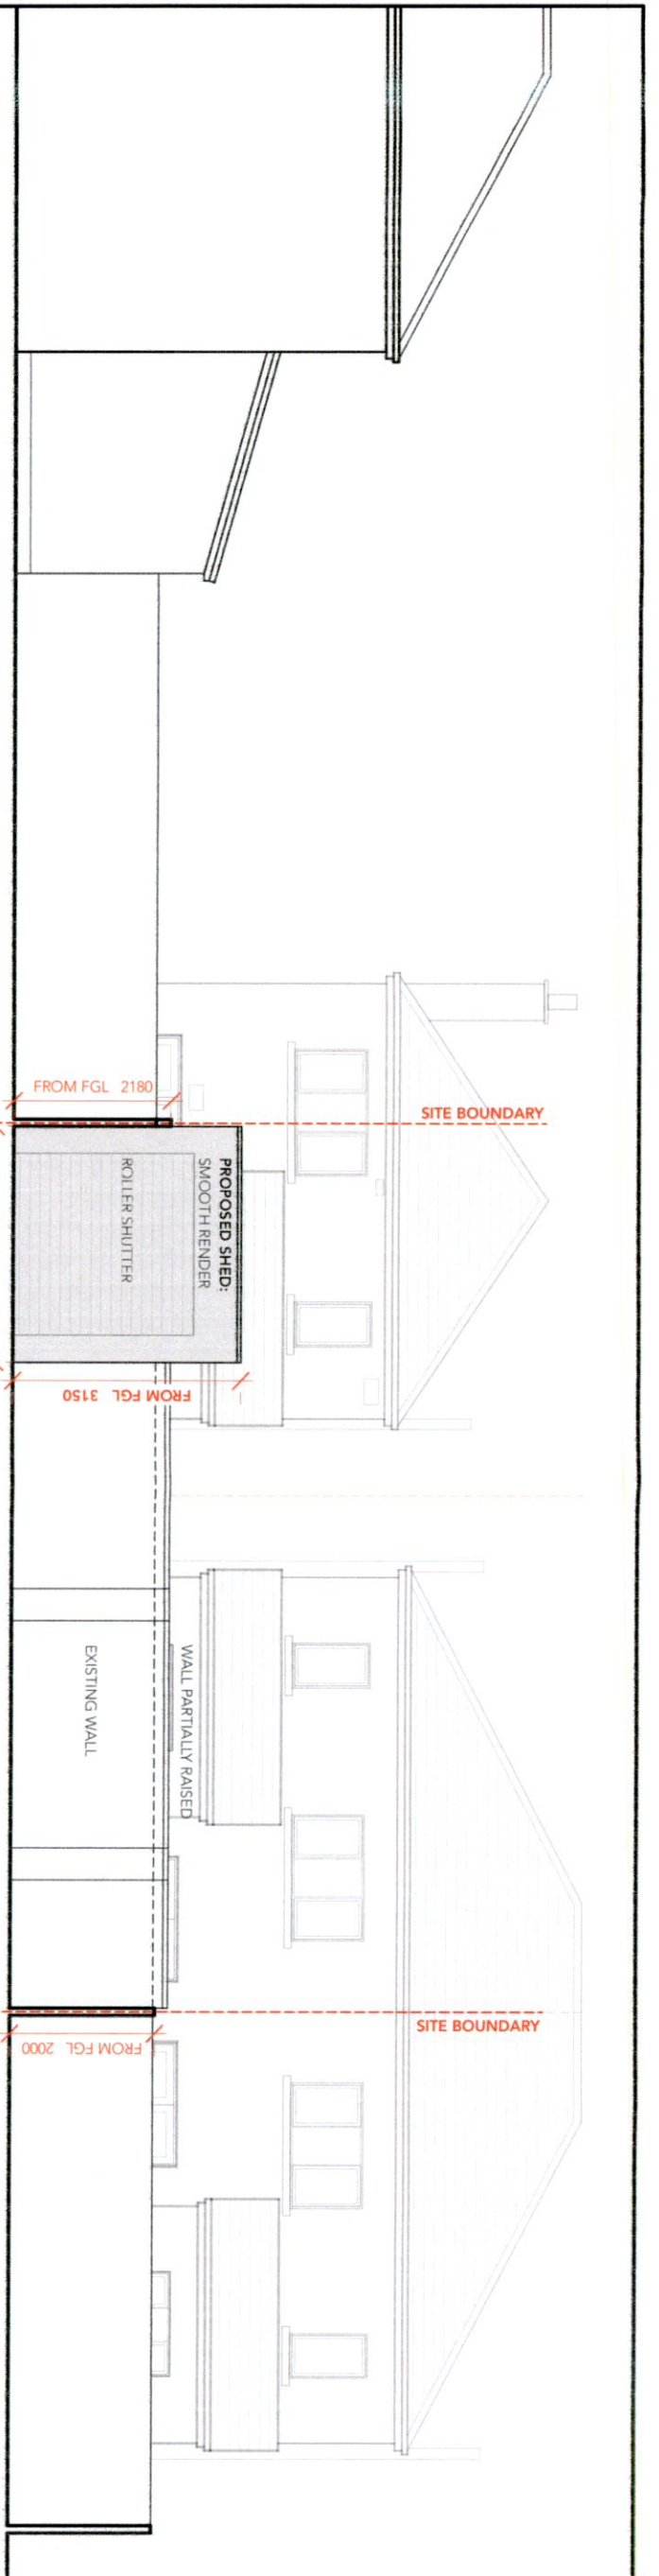 FROM FGL 2180
SITE BOUNDARY
PROPOSED SHED:
SMOOTH RENDER
ROLLER SHUTTER
FROM FGL 3150
WALL PARTIALLY RAISED
EXISTING WALL
SITE BOUNDARY
FROM FGL 2000